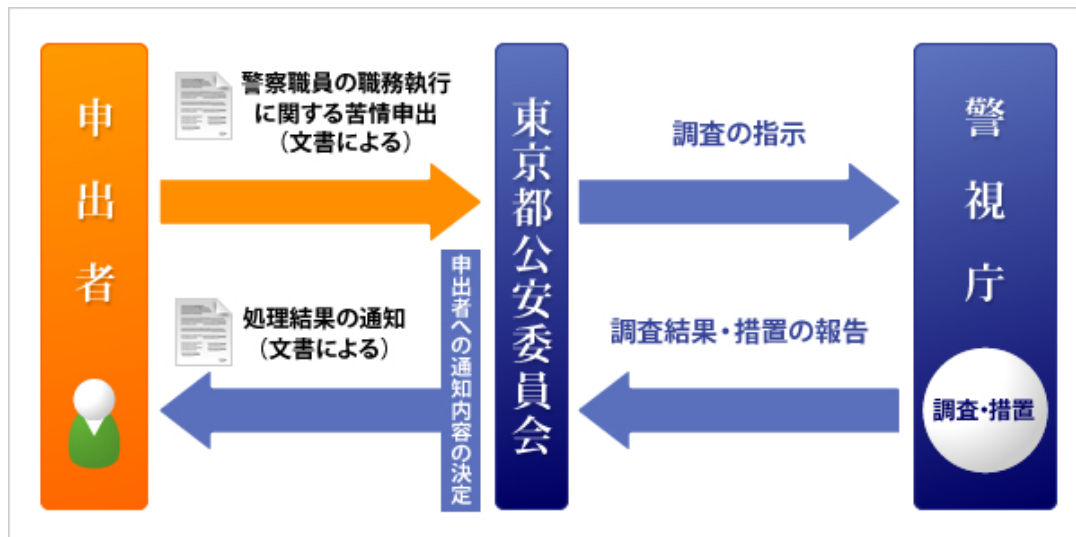 申出者
警察職員の職務執行
に関する苦情申出
（文書による）
東京都公安委員会
調査の指示
警視庁
申出者への通知内容の決定
処理結果の通知
（文書による）
調査結果・措置の報告
調査・措置